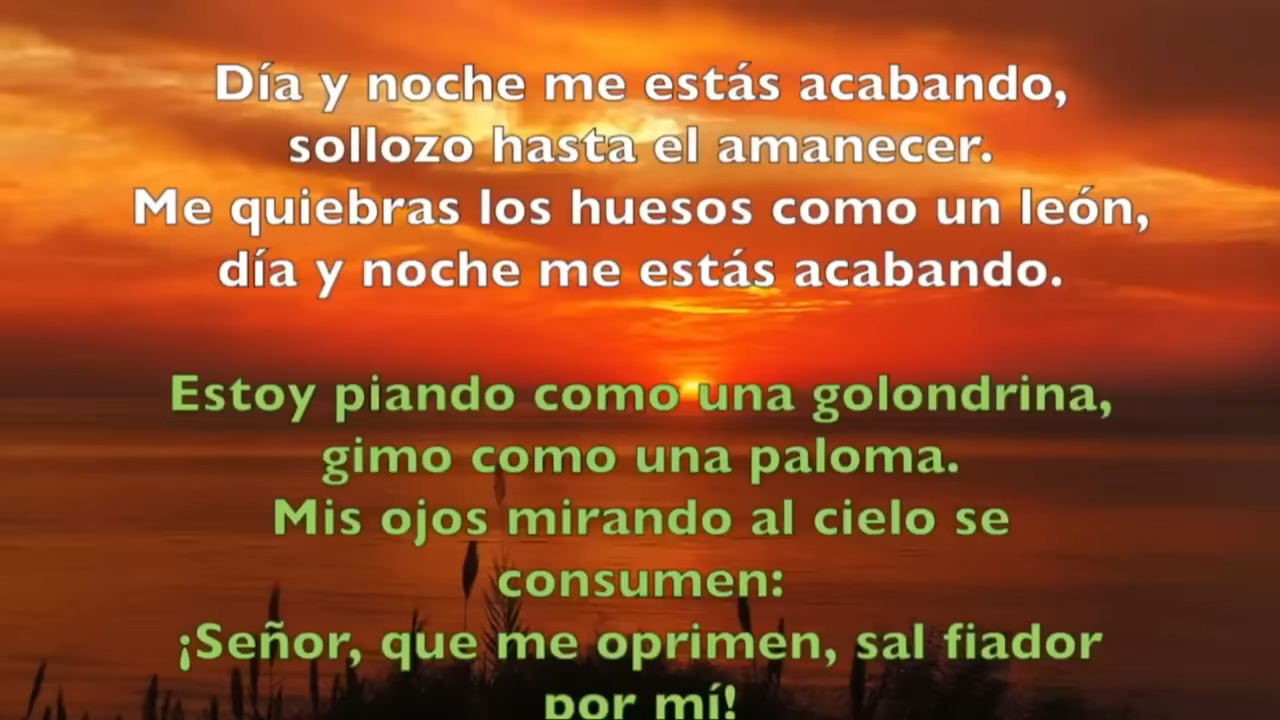 Día y noche me estás acabando,
sollozo hasta el amanecer.
Me quiebras los huesos como un león,
día y noche me estás acabando.
Estoy piando como una golondrina,
gimo como una paloma.
Mis ojos mirando al cielo se
consumen:
¡Señor, que me oprimen, sal fiador
por mí!